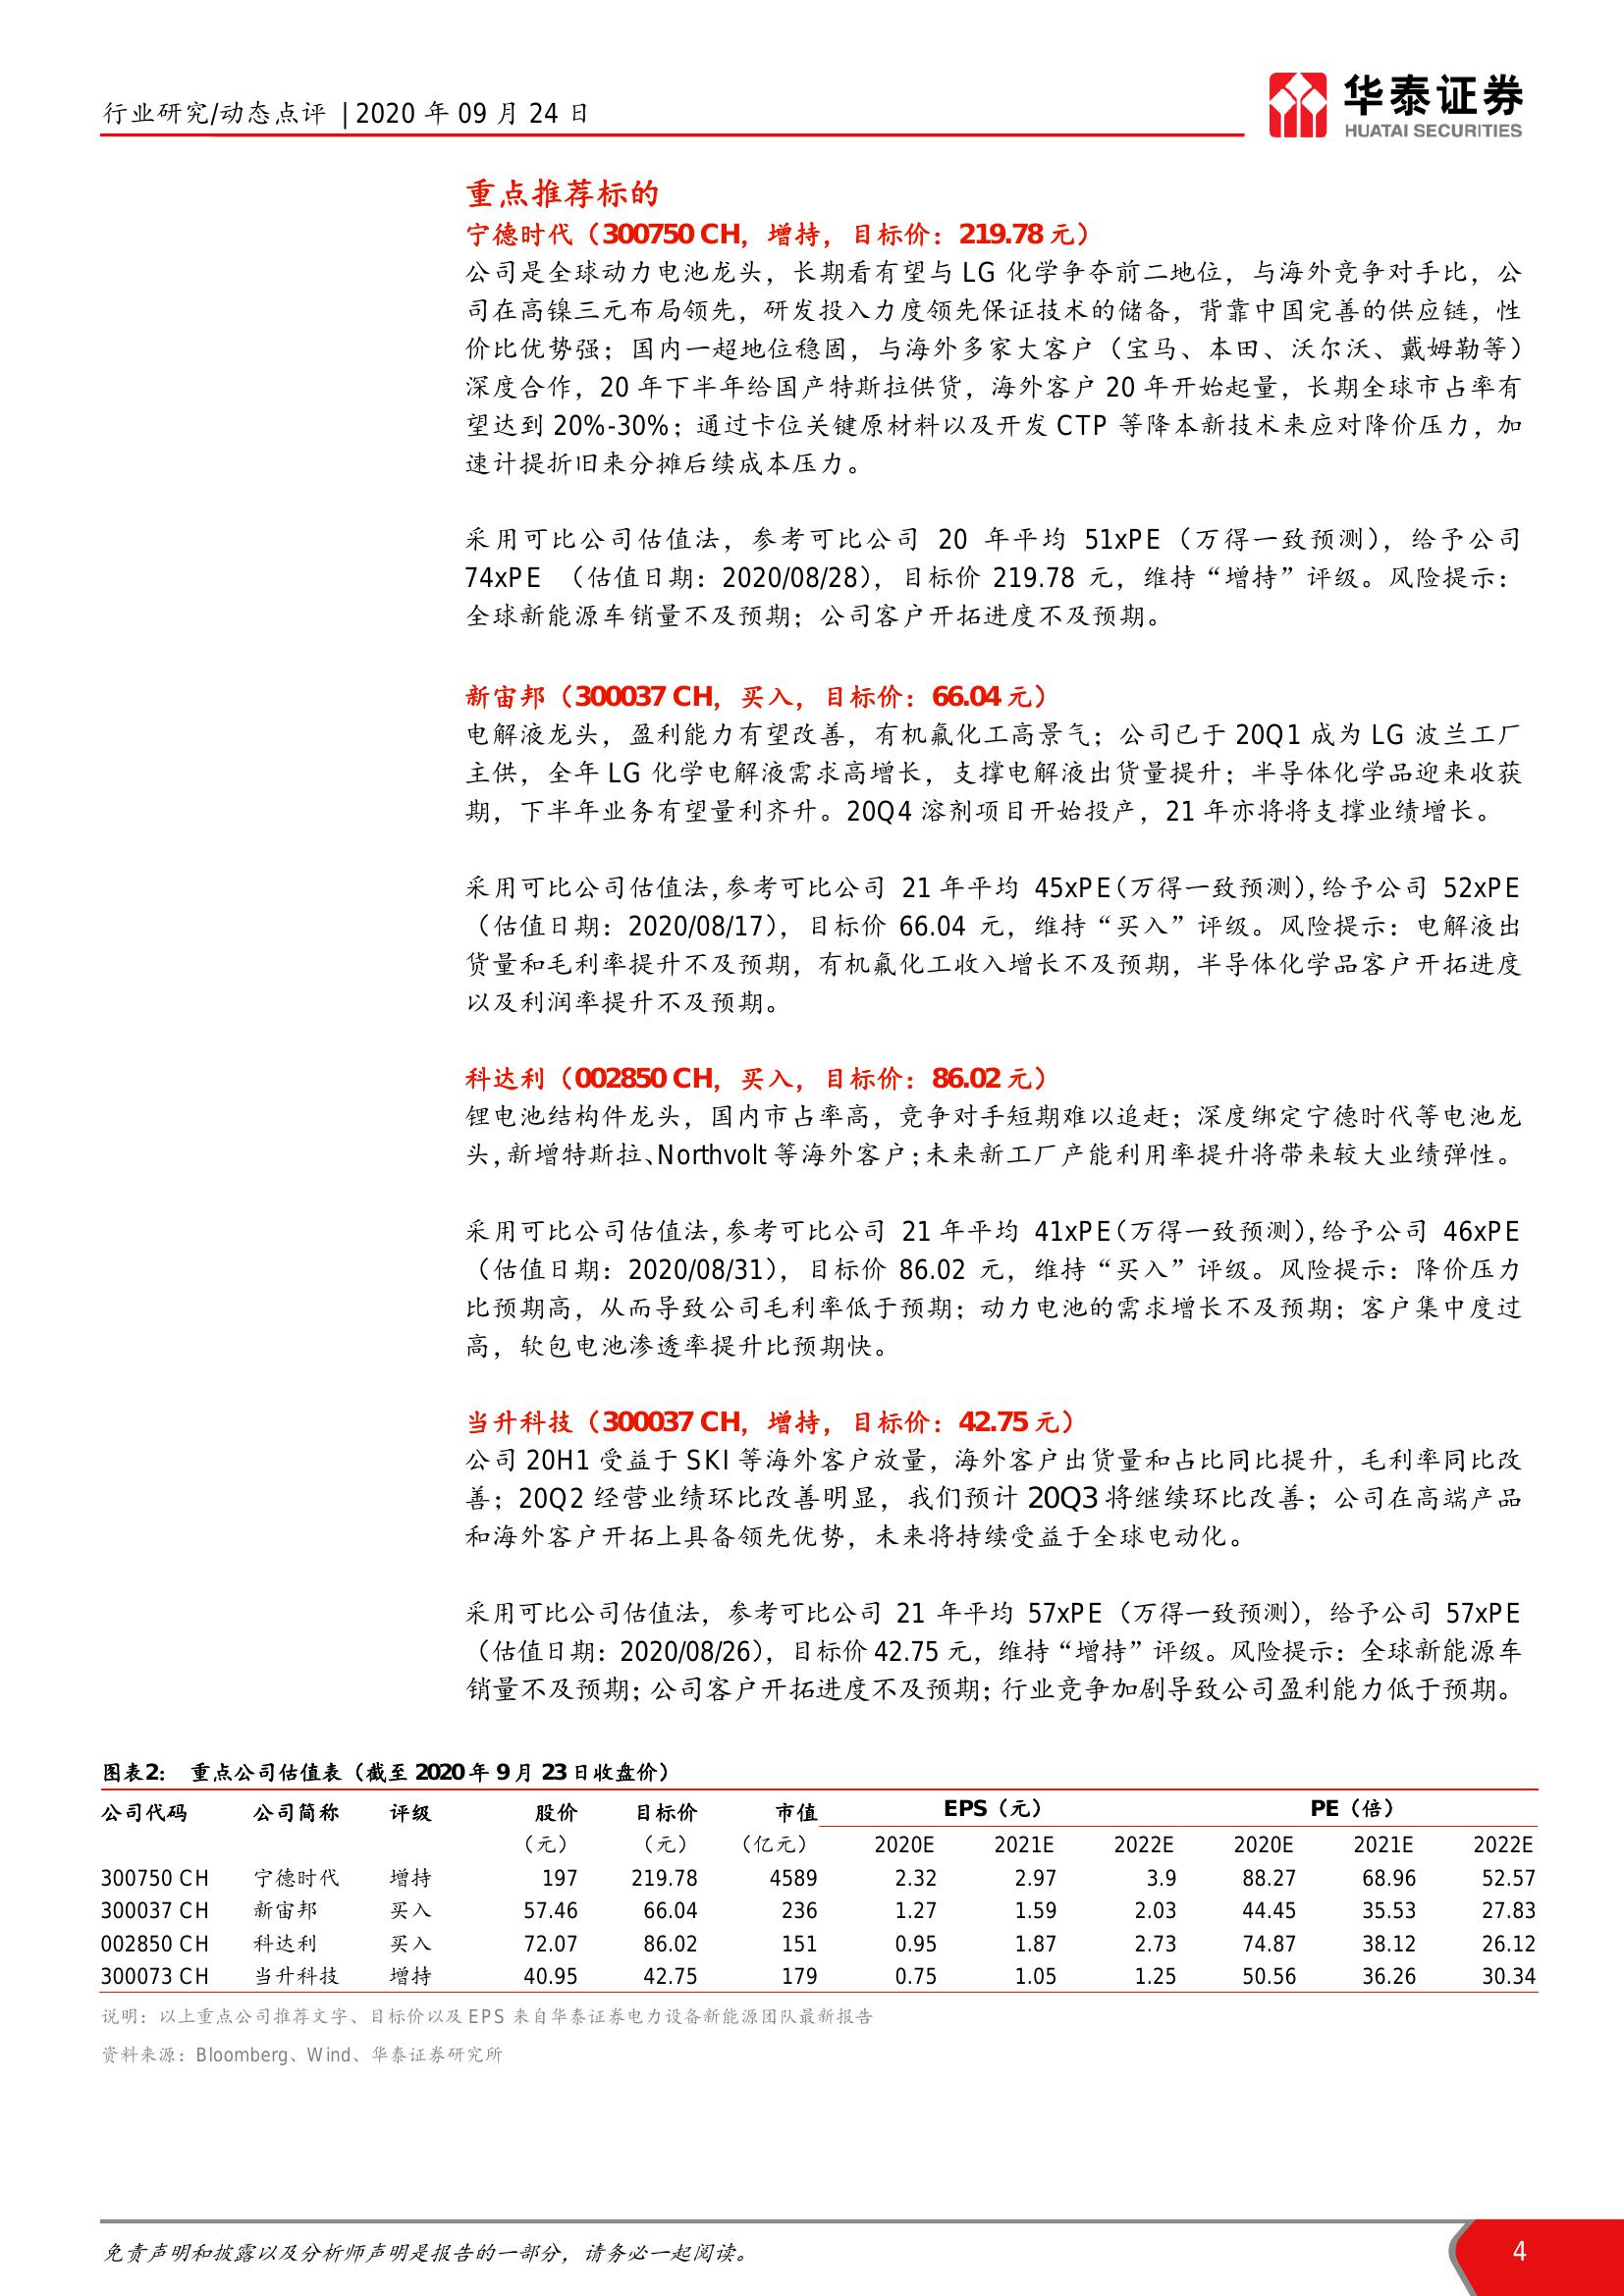 行业研究/动态点评 | 2020 年 09 月 24 日
华泰证券
HUATAI SECURITIES
重点推荐标的
宁德时代（300750 CH，增持，目标价：219.78 元）
公司是全球动力电池龙头，长期看有望与 LG 化学争夺前二地位，与海外竞争对手比，公
司在高镍三元布局领先，研发投入力度领先保证技术的储备，背靠中国完善的供应链，性
价比优势强；国内一超地位稳固，与海外多家大客户（宝马、本田、沃尔沃、戴姆勒等）
深度合作，20 年下半年给国产特斯拉供货，海外客户 20 年开始起量，长期全球市占率有
望达到 20%-30%；通过卡位关键原材料以及开发 CTP 等降本新技术来应对降价压力，加
速计提折旧来分摊后续成本压力。
采用可比公司估值法，参考可比公司 20 年平均 51xPE（万得一致预测），给予公司
74xPE （估值日期：2020/08/28），目标价 219.78 元，维持“增持”评级。风险提示：
全球新能源车销量不及预期；公司客户开拓进度不及预期。
新宙邦（300037 CH，买入，目标价：66.04 元）
电解液龙头，盈利能力有望改善，有机氟化工高景气；公司已于 20Q1 成为 LG 波兰工厂
主供，全年 LG 化学电解液需求高增长，支撑电解液出货量提升；半导体化学品迎来收获
期，下半年业务有望量利齐升。20Q4 溶剂项目开始投产，21 年亦将将支撑业绩增长。
采用可比公司估值法，参考可比公司 21 年平均 45xPE（万得一致预测），给予公司 52xPE
（估值日期：2020/08/17），目标价 66.04 元，维持“买入”评级。风险提示：电解液出
货量和毛利率提升不及预期，有机氟化工收入增长不及预期，半导体化学品客户开拓进度
以及利润率提升不及预期。
科达利（002850 CH，买入，目标价：86.02 元）
锂电池结构件龙头，国内市占率高，竞争对手短期难以追赶；深度绑定宁德时代等电池龙
头，新增特斯拉、Northvolt 等海外客户；未来新工厂产能利用率提升将带来较大业绩弹性。
采用可比公司估值法，参考可比公司 21 年平均 41xPE（万得一致预测），给予公司 46xPE
（估值日期：2020/08/31），目标价 86.02 元，维持“买入”评级。风险提示：降价压力
比预期高，从而导致公司毛利率低于预期；动力电池的需求增长不及预期；客户集中度过
高，软包电池渗透率提升比预期快。
当升科技（300037 CH，增持，目标价：42.75 元）
公司 20H1 受益于 SKI 等海外客户放量，海外客户出货量和占比同比提升，毛利率同比改
善；20Q2 经营业绩环比改善明显，我们预计 20Q3 将继续环比改善；公司在高端产品
和海外客户开拓上具备领先优势，未来将持续受益于全球电动化。
采用可比公司估值法，参考可比公司 21 年平均 57xPE（万得一致预测），给予公司 57xPE
（估值日期：2020/08/26），目标价 42.75 元，维持“增持”评级。风险提示：全球新能源车
销量不及预期；公司客户开拓进度不及预期；行业竞争加剧导致公司盈利能力低于预期。
图表2： 重点公司估值表（截至 2020 年 9 月 23 日收盘价）
公司代码 公司简称 评级 股价 目标价 市值 EPS（元） PE（倍）
（元） （元） （亿元） 2020E 2021E 2022E 2020E 2021E 2022E
300750 CH 宁德时代 增持 197 219.78 4589 2.32 2.97 3.9 88.27 68.96 52.57
300037 CH 新宙邦 买入 57.46 66.04 236 1.27 1.59 2.03 44.45 35.53 27.83
002850 CH 科达利 买入 72.07 86.02 151 0.95 1.87 2.73 74.87 38.12 26.12
300073 CH 当升科技 增持 40.95 42.75 179 0.75 1.05 1.25 50.56 36.26 30.34
说明：以上重点公司推荐文字、目标价以及 EPS 来自华泰证券电力设备新能源团队最新报告
资料来源：Bloomberg、Wind、华泰证券研究所
免责声明和披露以及分析师声明是报告的一部分，请务必一起阅读。
4